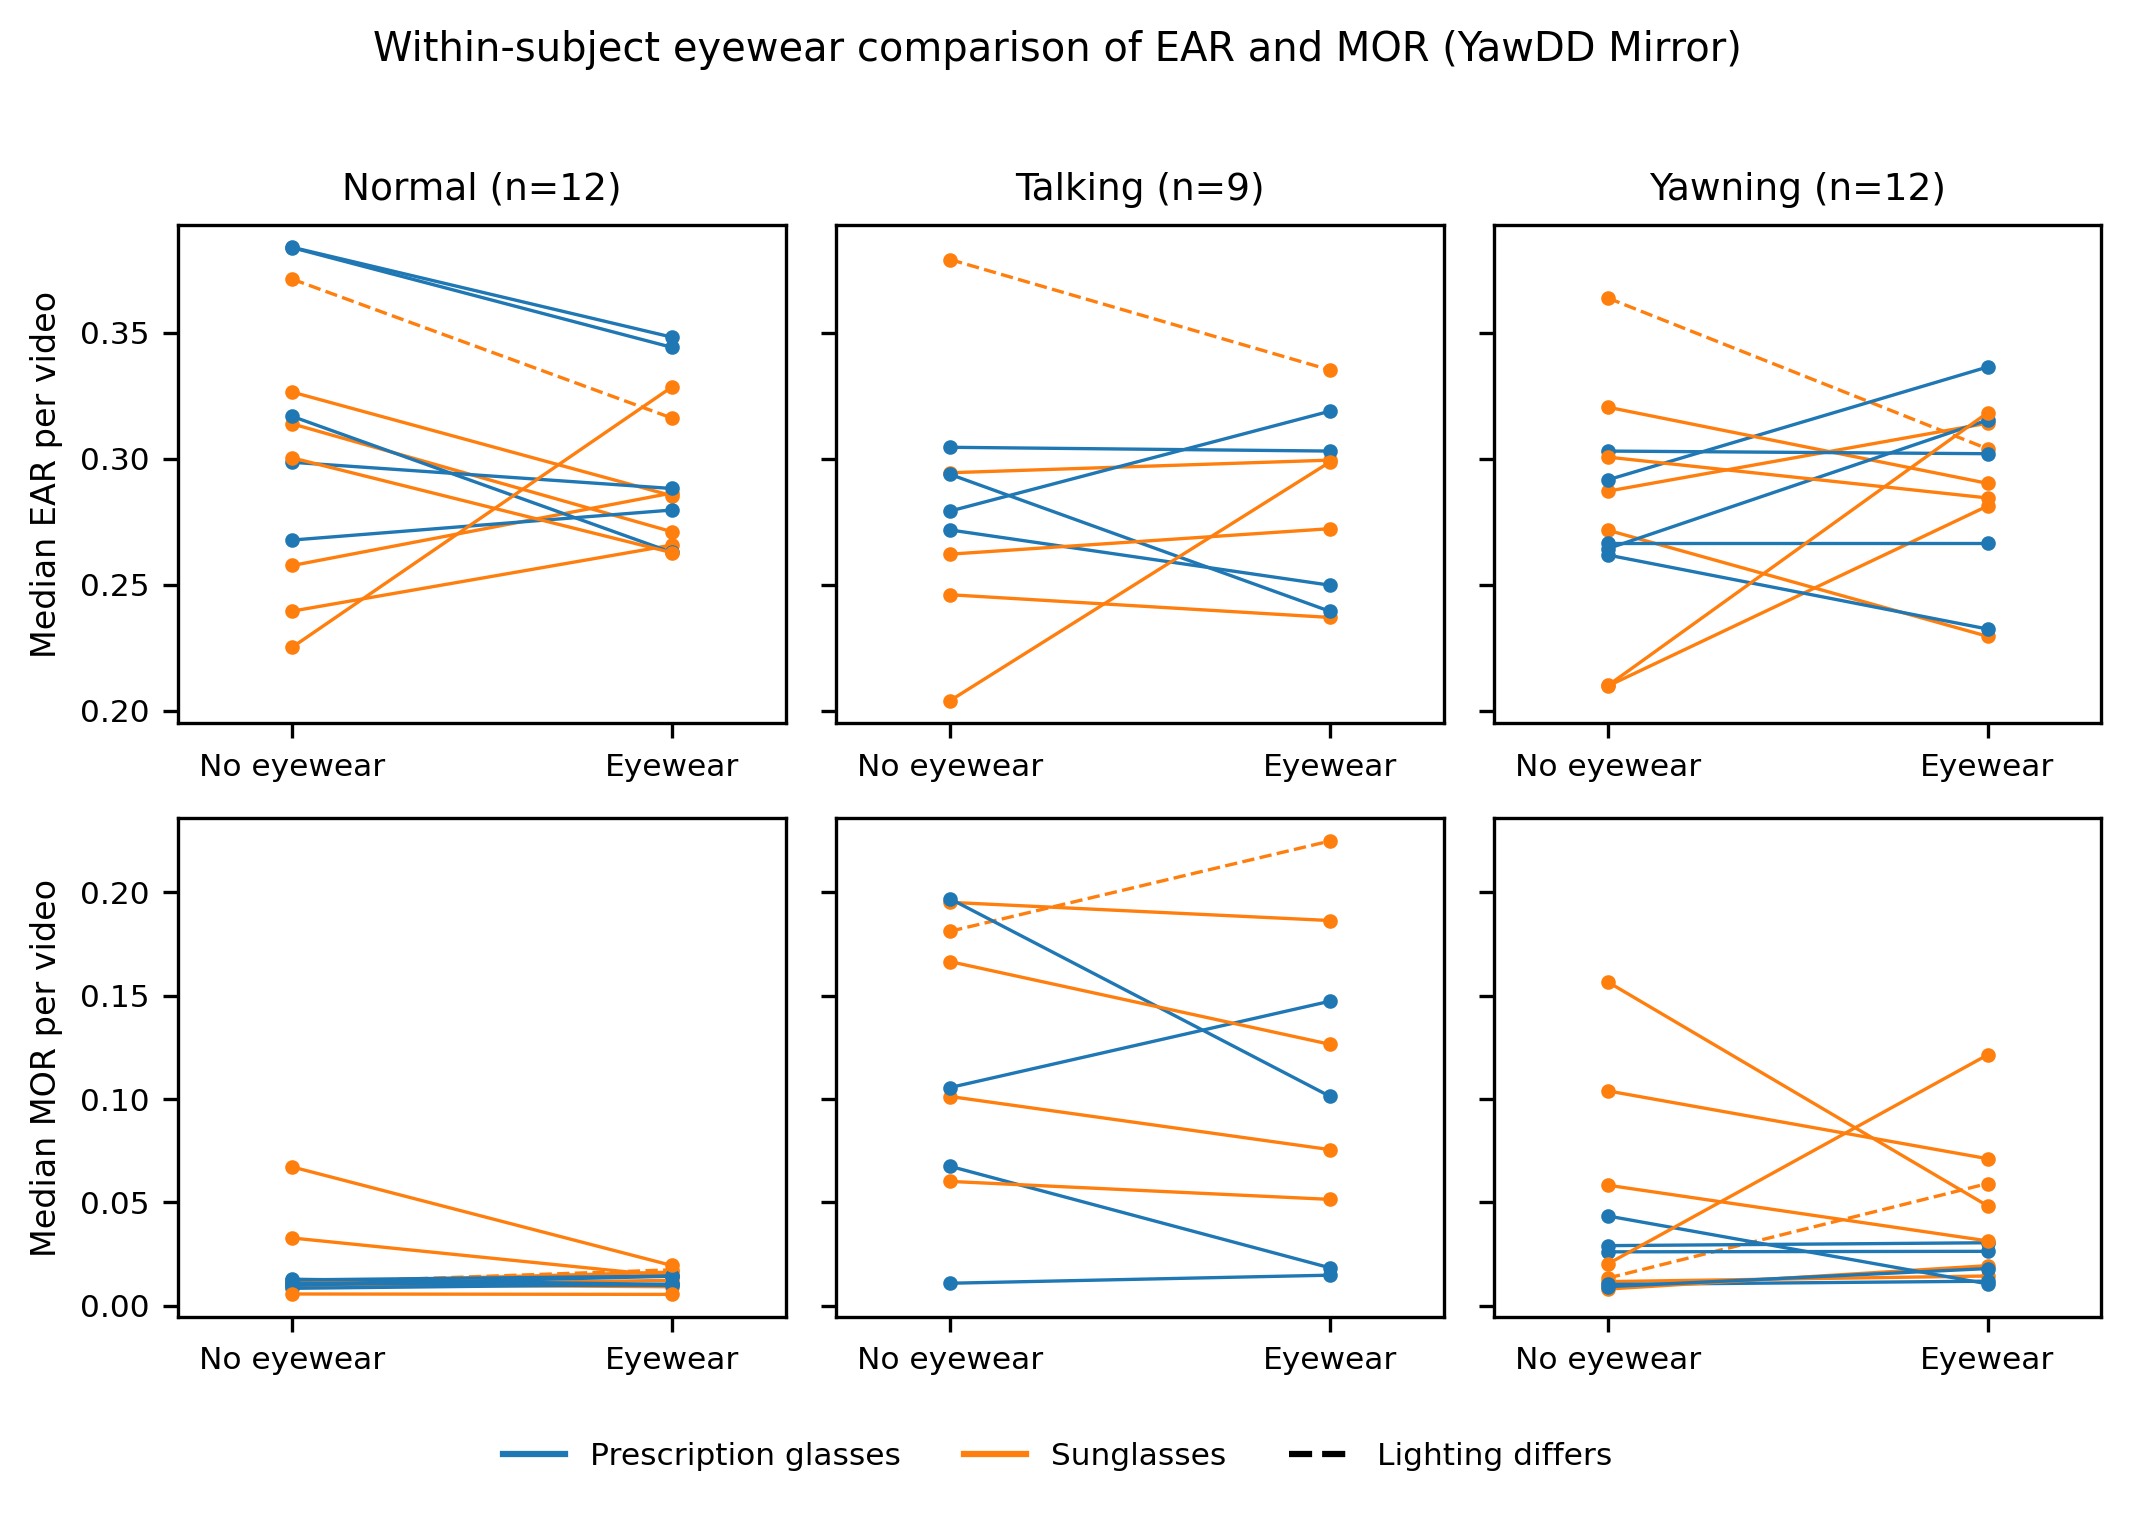 Within-subject eyewear comparison of EAR and MOR (YawDD Mirror)
Normal (n=12)
Talking (n=9)
Yawning (n=12)
Median EAR per video
0.35
0.30
0.25
0.20
No eyewear
Eyewear
No eyewear
Eyewear
No eyewear
Eyewear
Median MOR per video
0.20
0.15
0.10
0.05
0.00
No eyewear
Eyewear
No eyewear
Eyewear
No eyewear
Eyewear
Prescription glasses
Sunglasses
Lighting differs